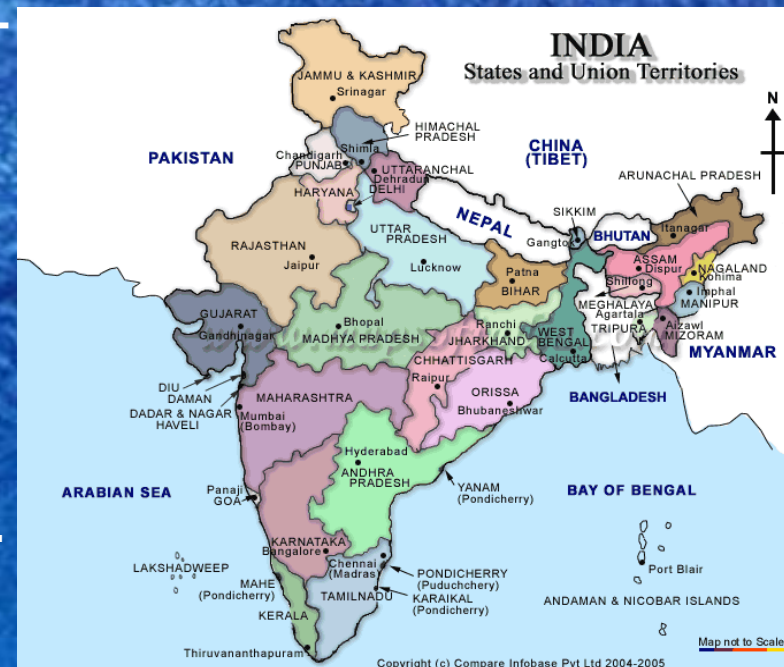 INDIA
States and Union Territories
N
JAMMU & KASHMIR
Srinagar
HIMACHAL
PRADESH
Shimla
CHINA
(TIBET)
PAKISTAN
Chandigarh
PUNJAB
UTTARANCHAL
Dehradun
HARYANA
DELHI
ARUNACHAL PRADESH
SIKKIM
NEPAL
Gangtok
BHUTAN
Itanagar
RAJASTHAN
Jaipur
UTTAR
PRADESH
Lucknow
Patna
BIHAR
ASSAM
Dispur
NAGALAND
Kohima
Shillong
MEGHALAYA
Imphal
MANIPUR
Agartala
TRIPURA
Aizawl
MIZORAM
GUJARAT
Gandhinagar
Bhopal
MADHYA PRADESH
Ranchi
JHARKHAND
WEST
BENGAL
Calcutta
MYANMAR
CHHATTISGARH
Raipur
DIU
DAMAN
DADAR & NAGAR
HAVELI
MAHARASHTRA
Mumbai
(Bombay)
ORISSA
Bhubaneshwar
BANGLADESH
Hyderabad
ANDHRA
PRADESH
ARABIAN SEA
Panaji
GOA
YANAM
(Pondicherry)
BAY OF BENGAL
KARNATAKA
Bangalore
LAKSHADWEEP
MAHE
(Pondicherry)
Chennai
(Madras)
PONDICHERRY
(Puduchery)
TAMILNADU
KARAIKAL
(Pondicherry)
KERALA
Port Blair
ANDAMAN & NICOBAR ISLANDS
Thiruvananthapuram
Map not to Scale
Copyright (c) Compare Infobase Pvt Ltd 2004-2005